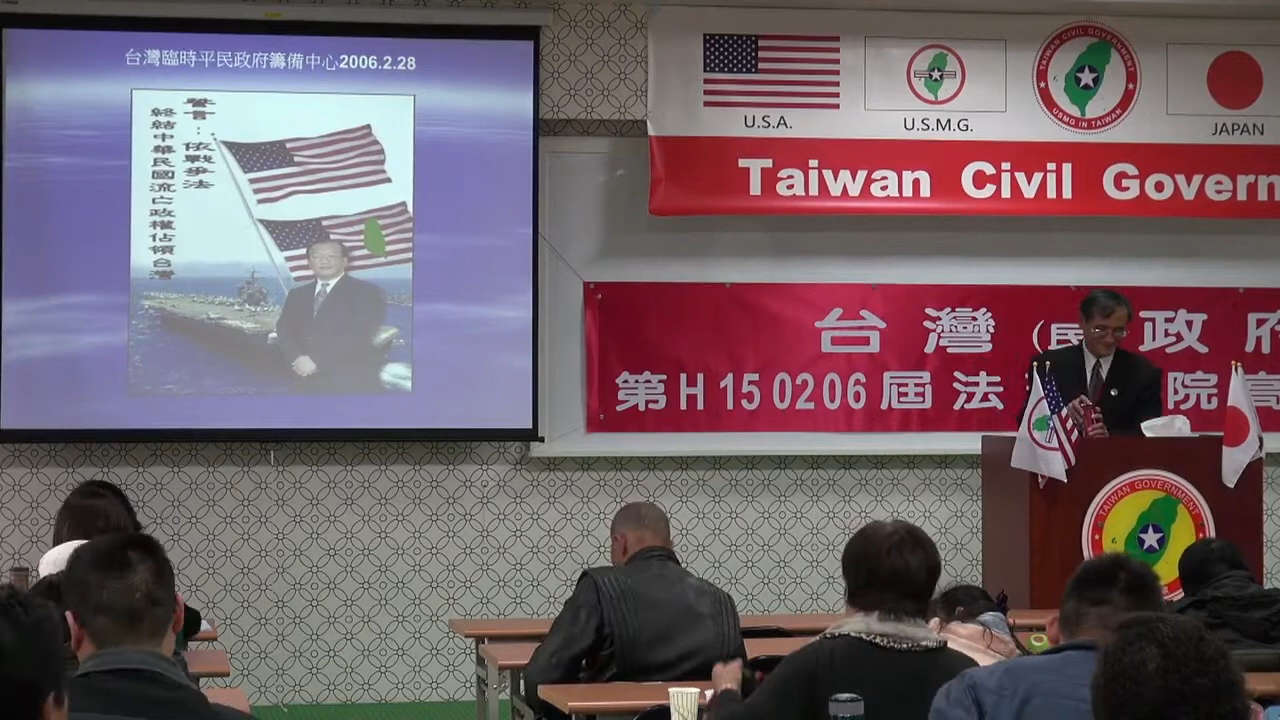 台灣臨時平民政府籌備中心2006.2.28
誓言：依戰爭法
終結中華民國流亡政權佔領台灣
U.S.A.
U.S.M.G.
TAIWAN CIVIL GOVERNMENT
USMG IN TAIWAN
JAPAN
Taiwan Civil Govern
台灣（民政府
第H150206屆法 院高
TAIWAN GOVERNMENT